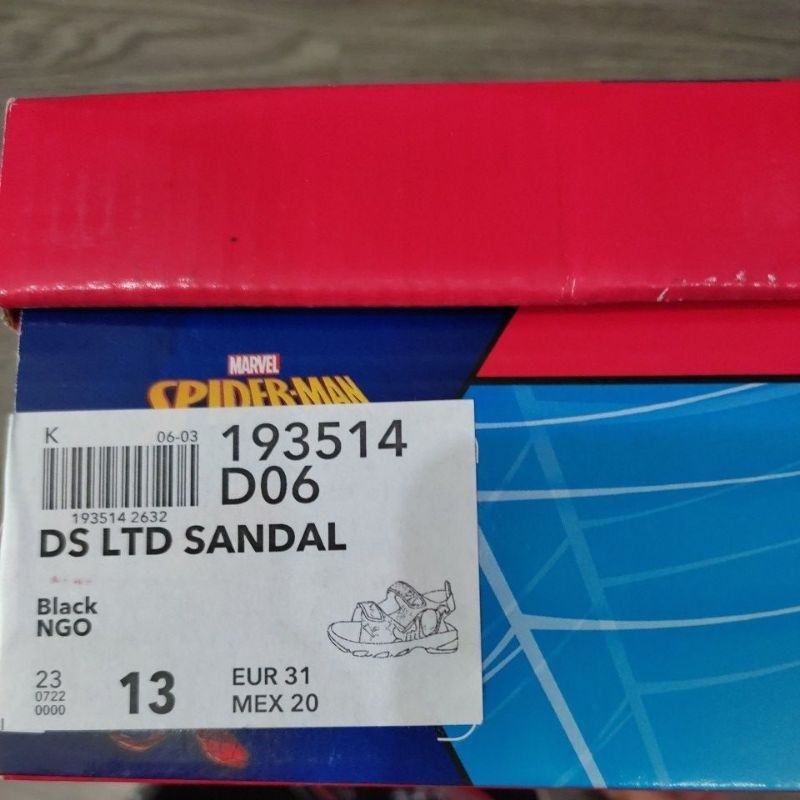 MARVEL
SPIDER-MAN
K
06-03
193514
D06
193514 2632
DS LTD SANDAL
Black
NGO
23
0722
0000
13
EUR 31
MEX 20